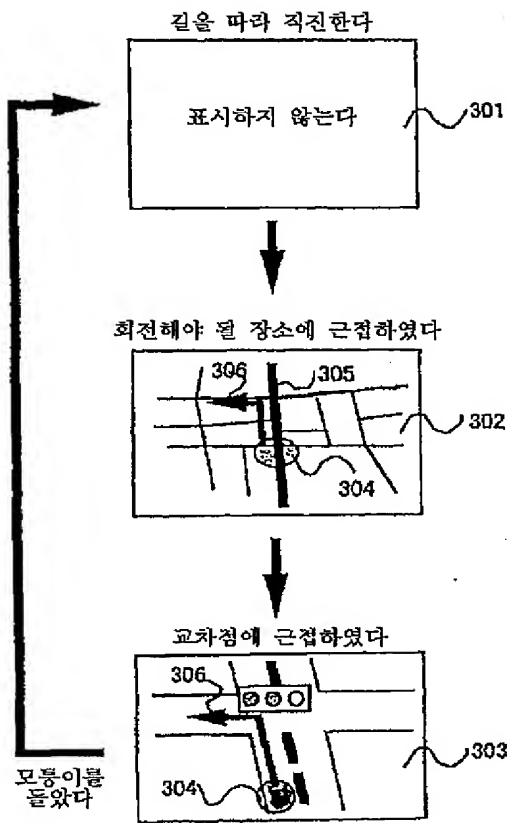 길을 따라 직진한다
표시하지 않는다
301
회전해야 될 장소에 근접하였다
306
305
302
304
교차점에 근접하였다
306
303
304
모퉁이를
돌았다